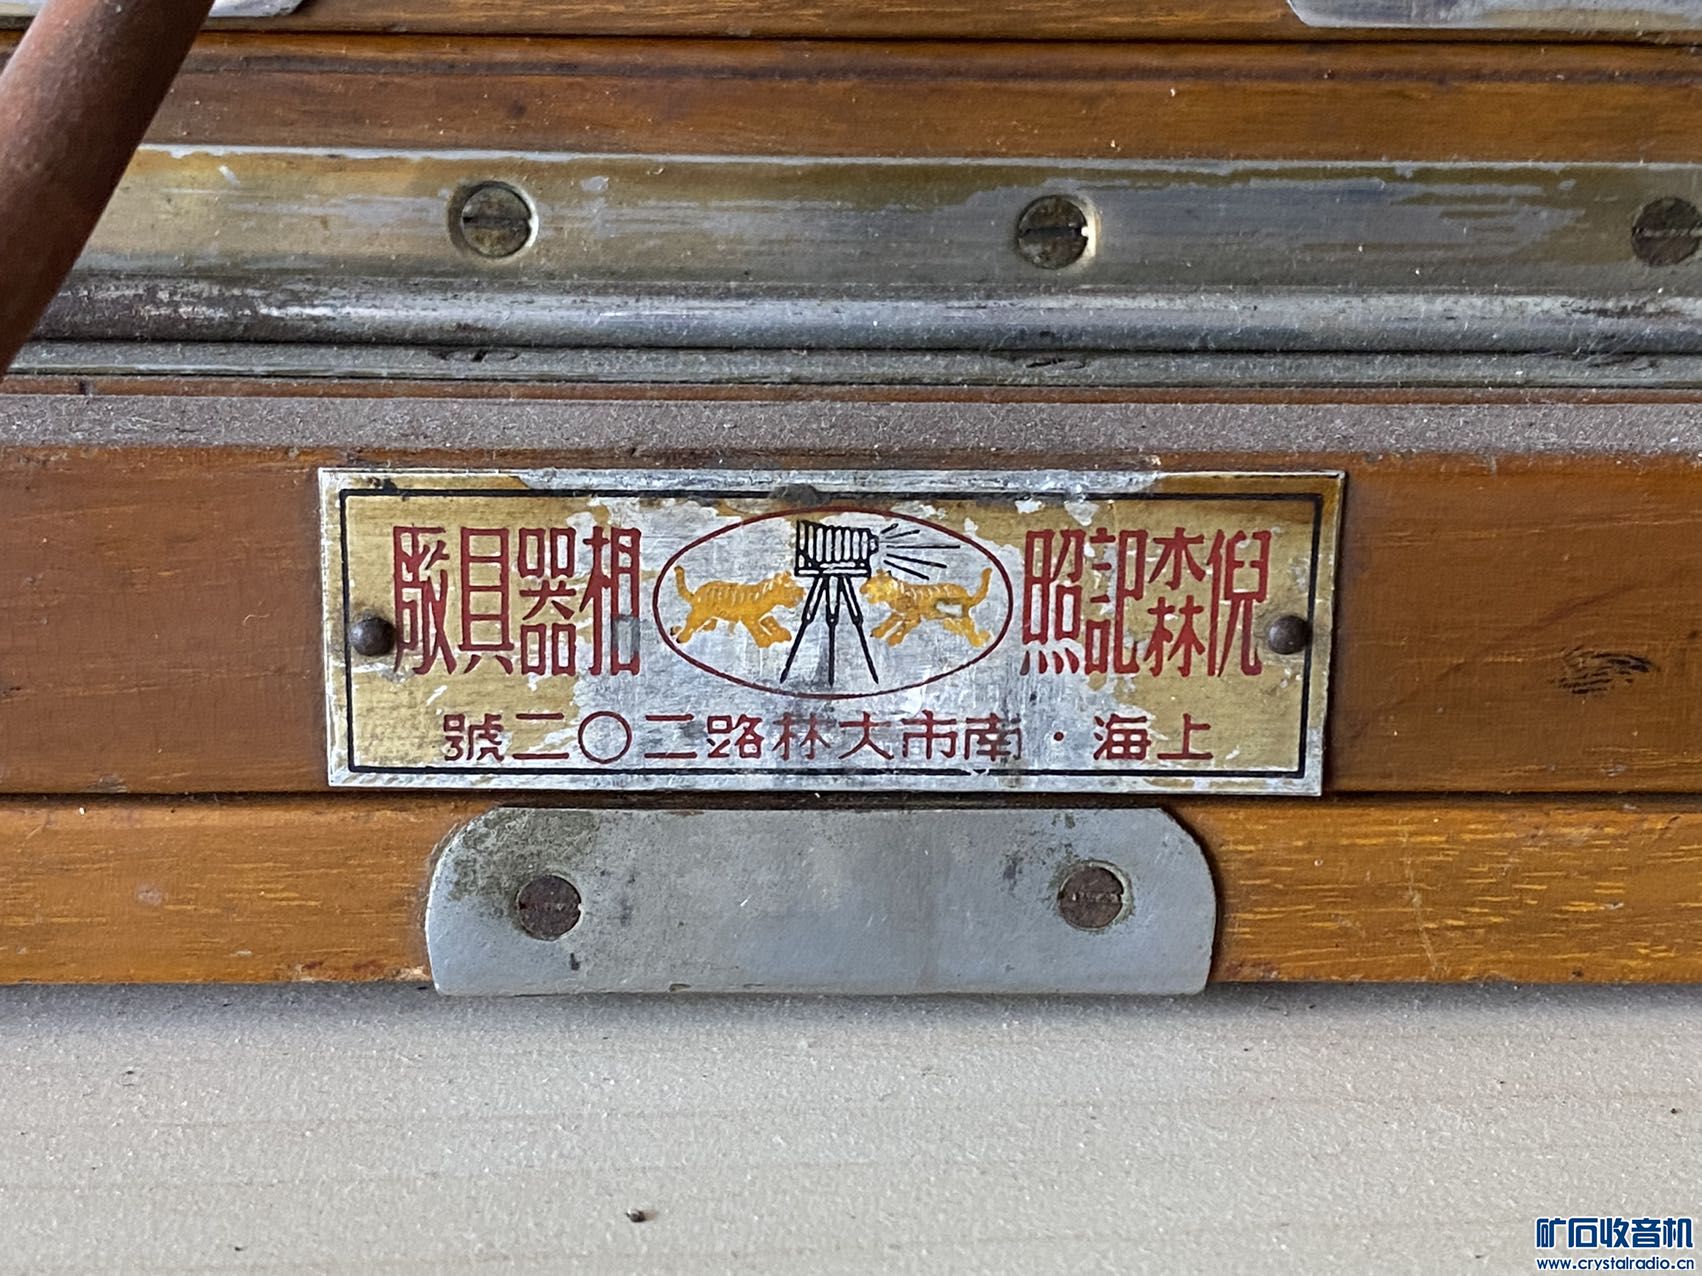 倪森記照相器具廠
上海·南市大林路二〇二號
矿石收音机
www.crystalradio.cn